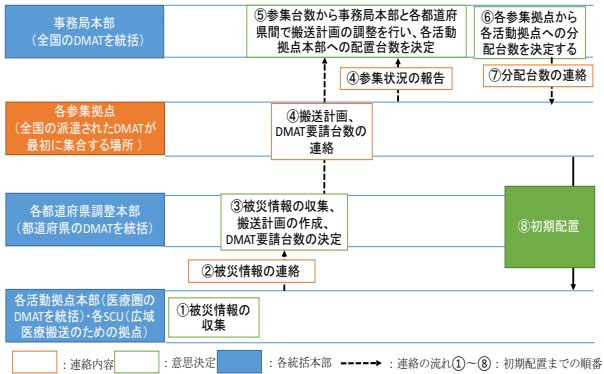 事務局本部
（全国のDMATを統括）
⑤参集台数から事務局本部と各都道府
県間で搬送計画の調整を行い、各活動
拠点本部への配置台数を決定
⑥各参集拠点から
各活動拠点への分
配台数を決定する
④参集状況の報告
⑦分配台数の連絡
各参集拠点
（全国の派遣されたDMATが
最初に集合する場所 ）
④搬送計画、
DMAT要請台数の
連絡
各都道府県調整本部
（都道府県のDMATを統括）
③被災情報の収集、
搬送計画の作成、
DMAT要請台数の決定
⑧初期配置
②被災情報の連絡
各活動拠点本部（医療圏の
DMATを統括）・各SCU（広域
医療搬送のための拠点）
①被災情報の
収集
：連絡内容
：意思決定
：各統括本部
：連絡の流れ
①～⑧：初期配置までの順番